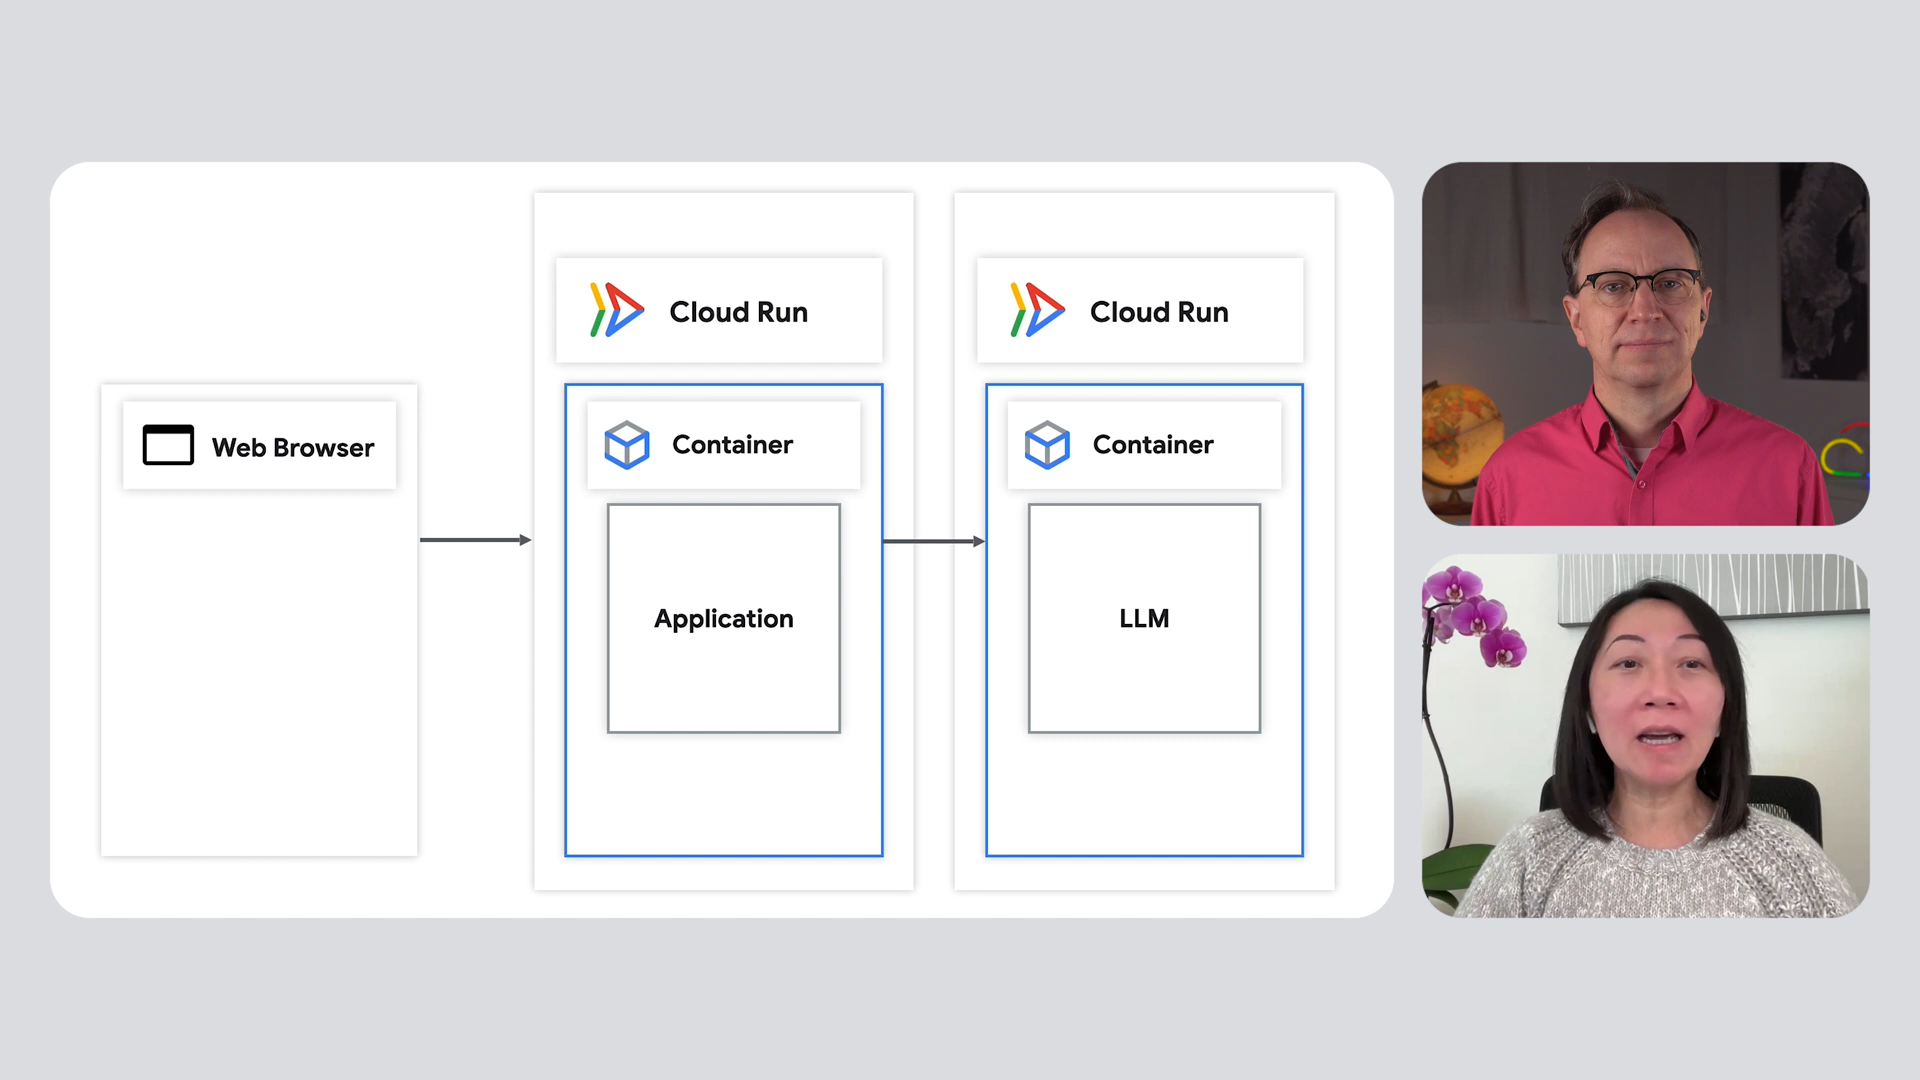 Web Browser
Cloud Run
Container
Application
Cloud Run
Container
LLM